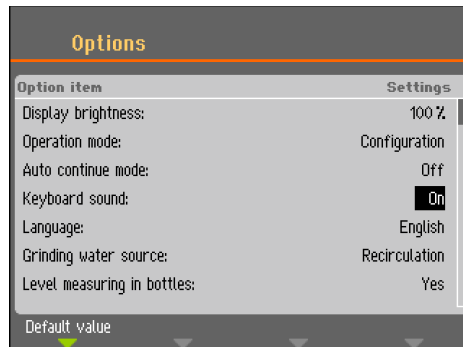 Options
Option item Settings
Display brightness: 100 %
Operation mode: Configuration
Auto continue mode: Off
Keyboard sound: On
Language: English
Grinding water source: Recirculation
Level measuring in bottles: Yes
Default value